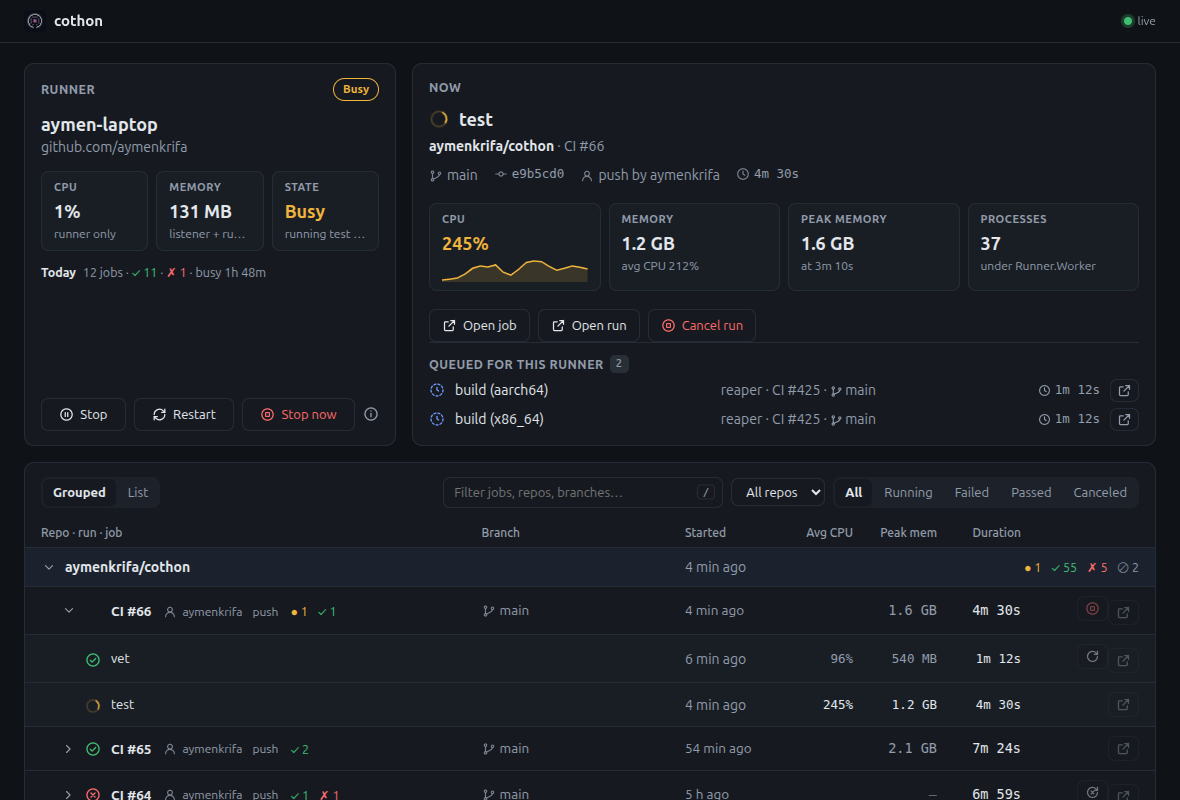 cothon
live
RUNNER
Busy
aymen-laptop
github.com/aymenkrifa
CPU
1%
runner only
MEMORY
131 MB
listener + ru…
STATE
Busy
running test …
Today 12 jobs · ✓ 11 · ✗ 1 · busy 1h 48m
Stop
Restart
Stop now
NOW
test
aymenkrifa/cothon · CI #66
main e9b5cd0 push by aymenkrifa 4m 30s
CPU
245%
MEMORY
1.2 GB
avg CPU 212%
PEAK MEMORY
1.6 GB
at 3m 10s
PROCESSES
37
under Runner.Worker
Open job
Open run
Cancel run
QUEUED FOR THIS RUNNER 2
build (aarch64) reaper · CI #425 · main 1m 12s
build (x86_64) reaper · CI #425 · main 1m 12s
Grouped List Filter jobs, repos, branches… / All repos All Running Failed Passed Canceled
Repo · run · job Branch Started Avg CPU Peak mem Duration
aymenkrifa/cothon 4 min ago ● 1 ✓ 55 ✗ 5 ⊘ 2
CI #66 aymenkrifa push ● 1 ✓ 1 main 4 min ago 1.6 GB 4m 30s
vet 6 min ago 96% 540 MB 1m 12s
test 4 min ago 245% 1.2 GB 4m 30s
CI #65 aymenkrifa push ✓ 2 main 54 min ago 2.1 GB 7m 24s
CI #64 aymenkrifa push ✓ 1 ✗ 1 main 5 h ago — 6m 59s